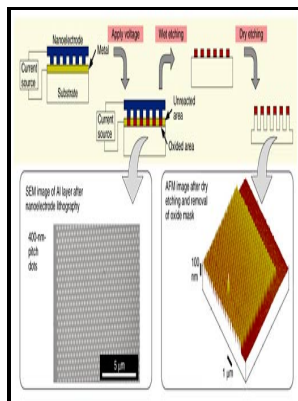 Nanoelectrode
Apply voltage
Wet etching
Dry etching
Metal
Current
source
Substrate
Current
source
Unreacted
area
Oxided area
SEM image of Al layer after
nanoelectrode lithography
400-nm-
pitch
dots
5 µm
AFM image after dry
etching and removal
of oxide mask
100
nm
1 µm